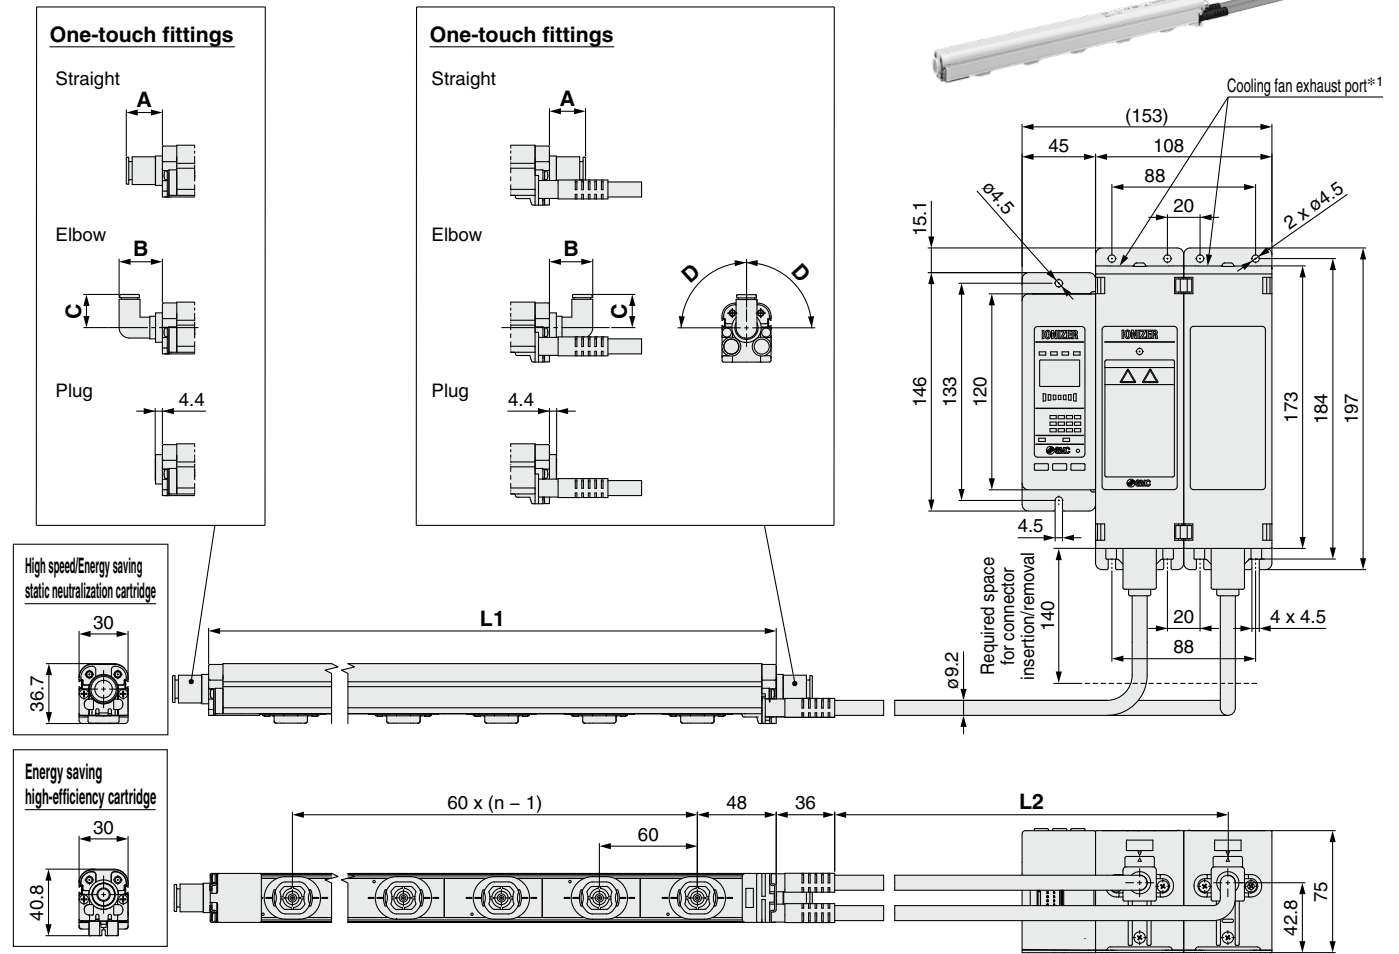 One-touch fittings
Straight
A
Elbow
B
C
Plug
4.4
One-touch fittings
Straight
A
Elbow
B
C
D
D
Plug
4.4
Cooling fan exhaust port*1
(153)
45
108
88
20
ø4.5
2 x ø4.5
15.1
146
133
120
IONIZER
IONIZER
SMC
SMC
173
184
197
4.5
Required space
for connector
insertion/removal
140
20
4 x 4.5
88
ø9.2
High speed/Energy saving
static neutralization cartridge
30
36.7
L1
Energy saving
high-efficiency cartridge
30
40.8
60 x (n – 1)
48
36
L2
60
75
42.8